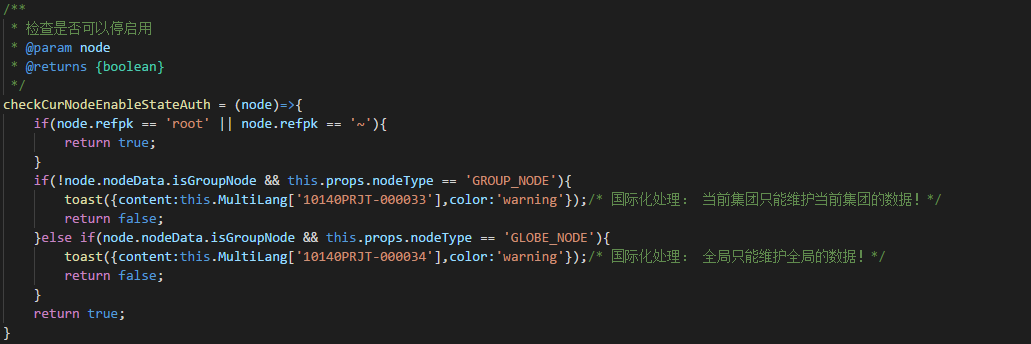 /**
 * 检查是否可以停启用
 * @param node
 * @returns {boolean}
 */
checkCurNodeEnableStateAuth = (node)=>{
    if(node.refpk == 'root' || node.refpk == '~'){
        return true;
    }
    if(!node.nodeData.isGroupNode && this.props.nodeType == 'GROUP_NODE'){
        toast({content:this.MultiLang['10140PRJT-000033'],color:'warning'});/* 国际化处理: 当前集团只能维护当前集团的数据！*/
        return false;
    }else if(node.nodeData.isGroupNode && this.props.nodeType == 'GLOBE_NODE'){
        toast({content:this.MultiLang['10140PRJT-000034'],color:'warning'});/* 国际化处理: 全局只能维护全局的数据！*/
        return false;
    }
    return true;
}